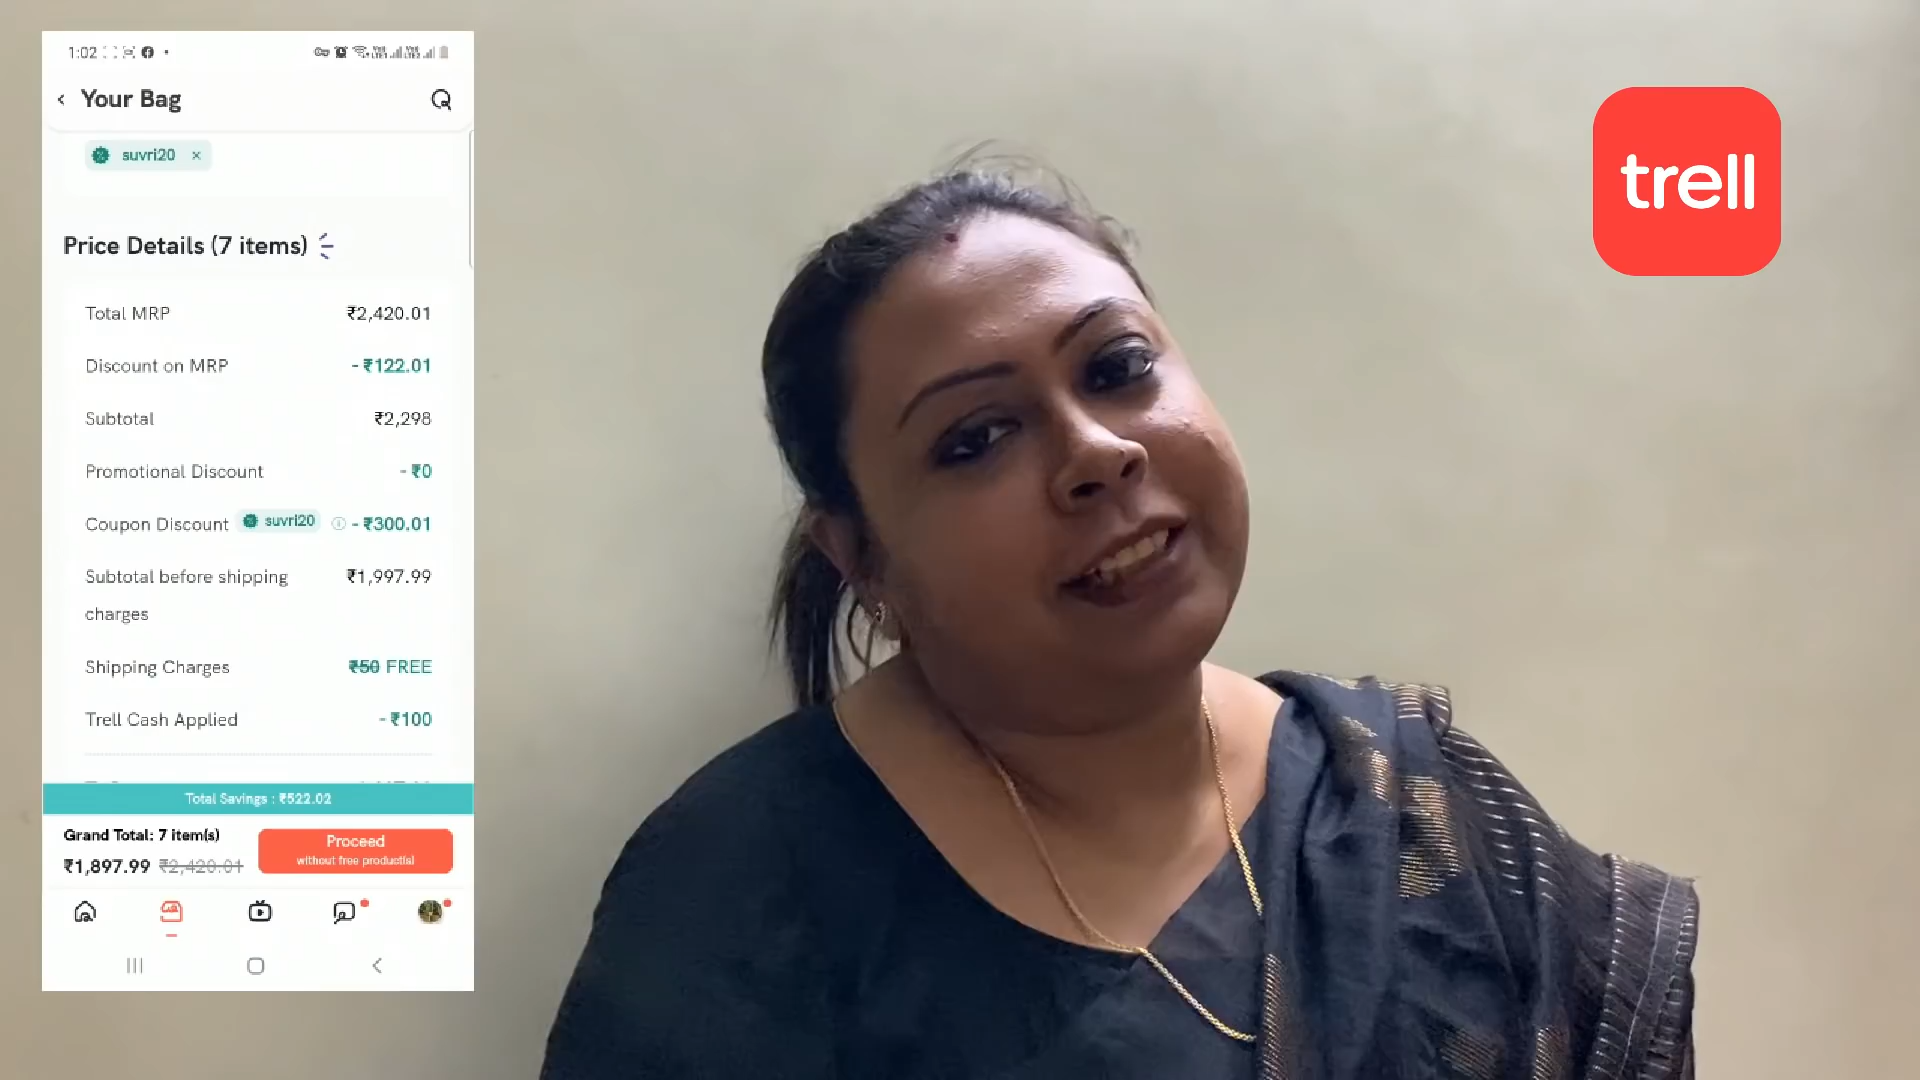 1:02
Your Bag
suvri20 ×
Price Details (7 items)
Total MRP ₹2,420.01
Discount on MRP - ₹122.01
Subtotal ₹2,298
Promotional Discount - ₹0
Coupon Discount suvri20 - ₹300.01
Subtotal before shipping ₹1,997.99
charges
Shipping Charges ₹50 FREE
Trell Cash Applied - ₹100
Total Savings : ₹522.02
Grand Total: 7 item(s)
₹1,897.99 ₹2,420.01
Proceed
without free product(s)
trell